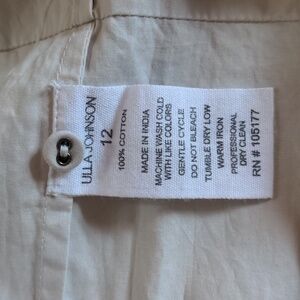 ULLA JOHNSON
12
100% COTTON
MADE IN INDIA
MACHINE WASH COLD
WITH LIKE COLORS
GENTLE CYCLE
DO NOT BLEACH
TUMBLE DRY LOW
WARM IRON
PROFESSIONAL
DRY CLEAN
RN # 105177